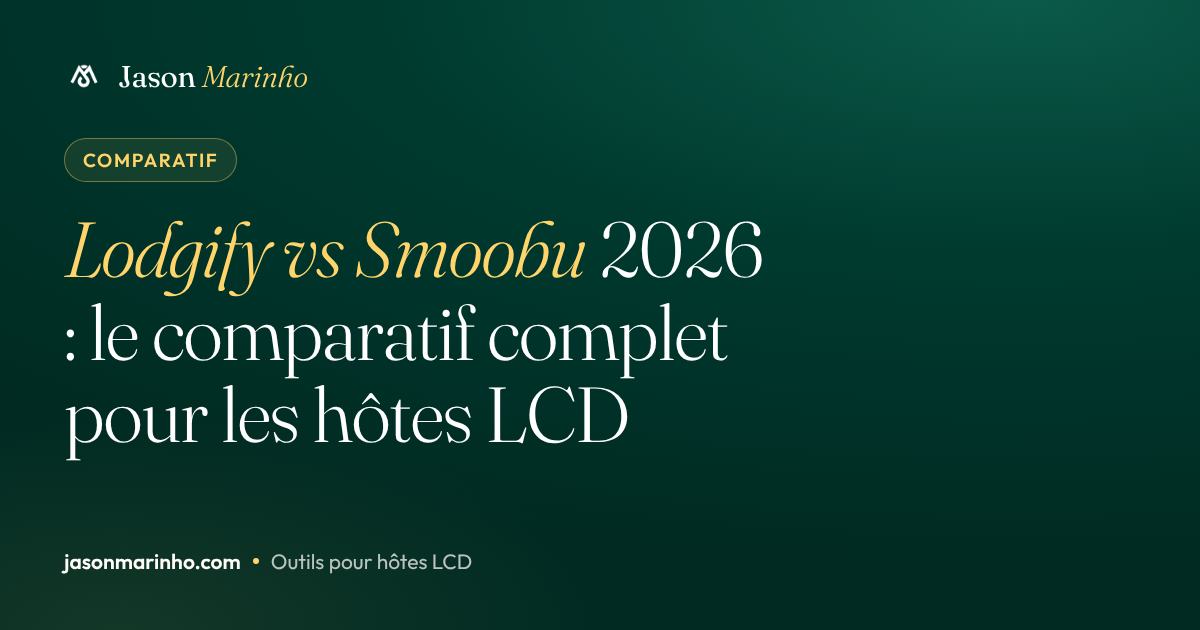 Jason Marinho
COMPARATIF
Lodgify vs Smoobu 2026
: le comparatif complet
pour les hôtes LCD
jasonmarinho.com • Outils pour hôtes LCD